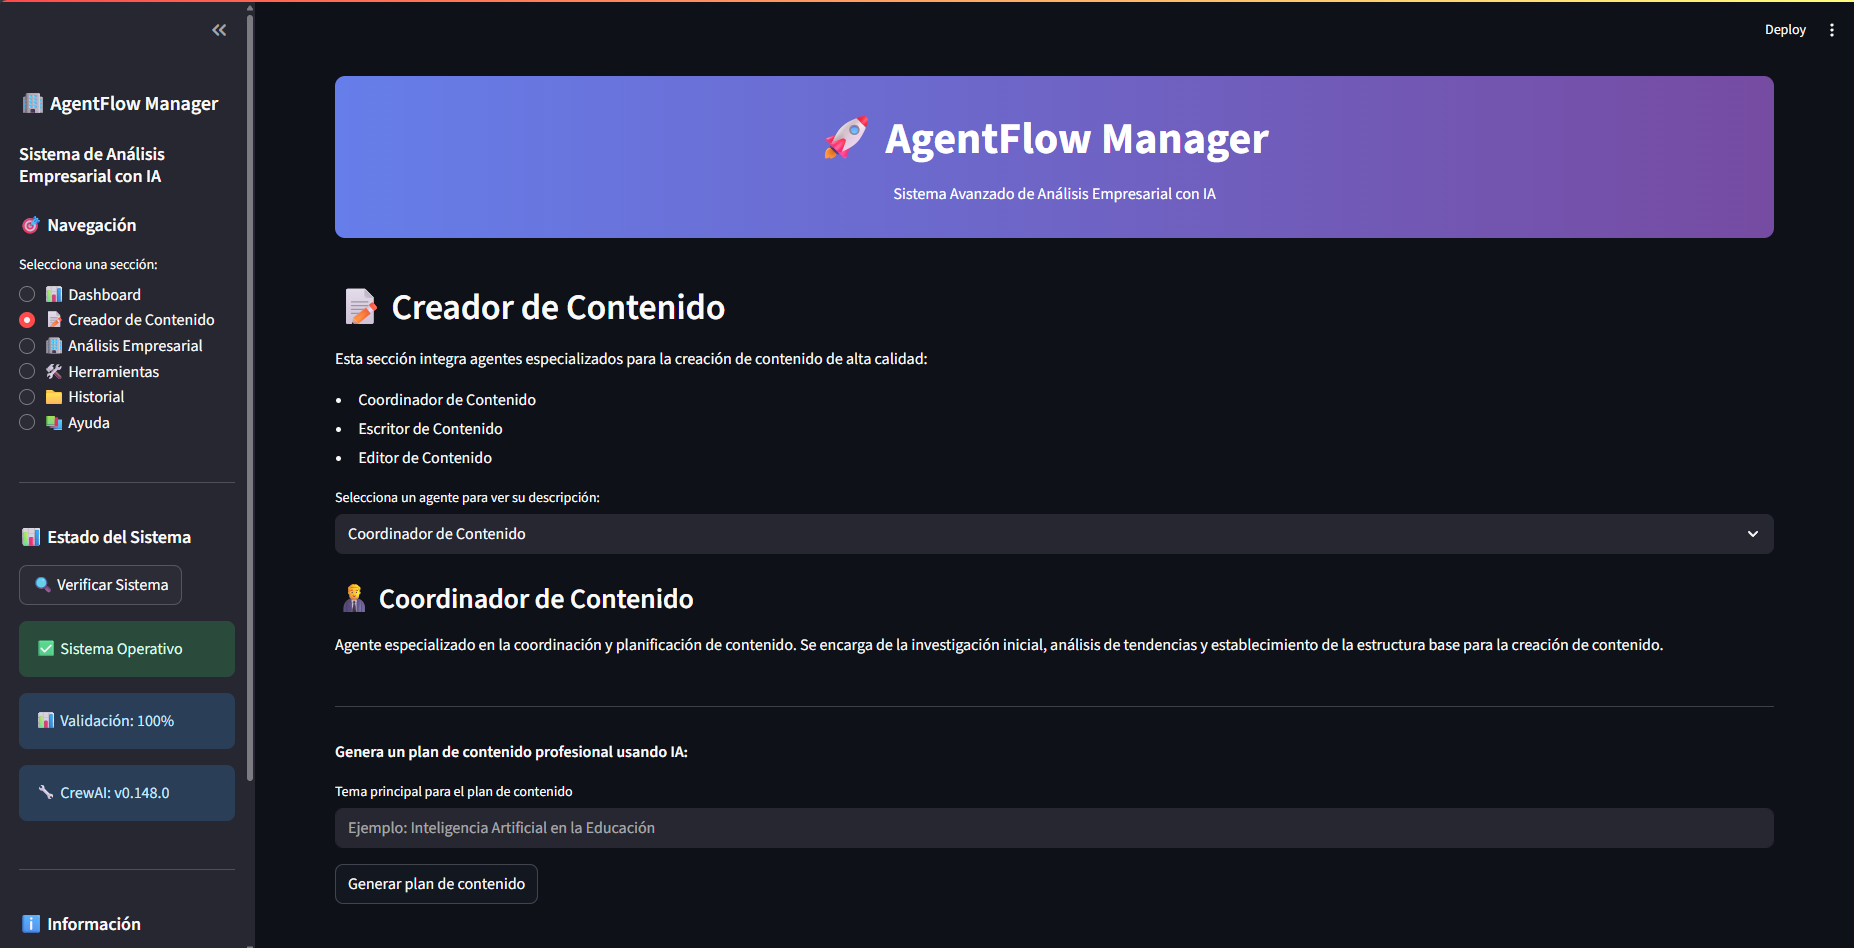 Deploy
AgentFlow Manager
Sistema de Análisis
Empresarial con IA
Navegación
Selecciona una sección:
Dashboard
Creador de Contenido
Análisis Empresarial
Herramientas
Historial
Ayuda
Estado del Sistema
Verificar Sistema
Sistema Operativo
Validación: 100%
CrewAI: v0.148.0
Información
AgentFlow Manager
Sistema Avanzado de Análisis Empresarial con IA
Creador de Contenido
Esta sección integra agentes especializados para la creación de contenido de alta calidad:
Coordinador de Contenido
Escritor de Contenido
Editor de Contenido
Selecciona un agente para ver su descripción:
Coordinador de Contenido
Coordinador de Contenido
Agente especializado en la coordinación y planificación de contenido. Se encarga de la investigación inicial, análisis de tendencias y establecimiento de la estructura base para la creación de contenido.
Genera un plan de contenido profesional usando IA:
Tema principal para el plan de contenido
Ejemplo: Inteligencia Artificial en la Educación
Generar plan de contenido